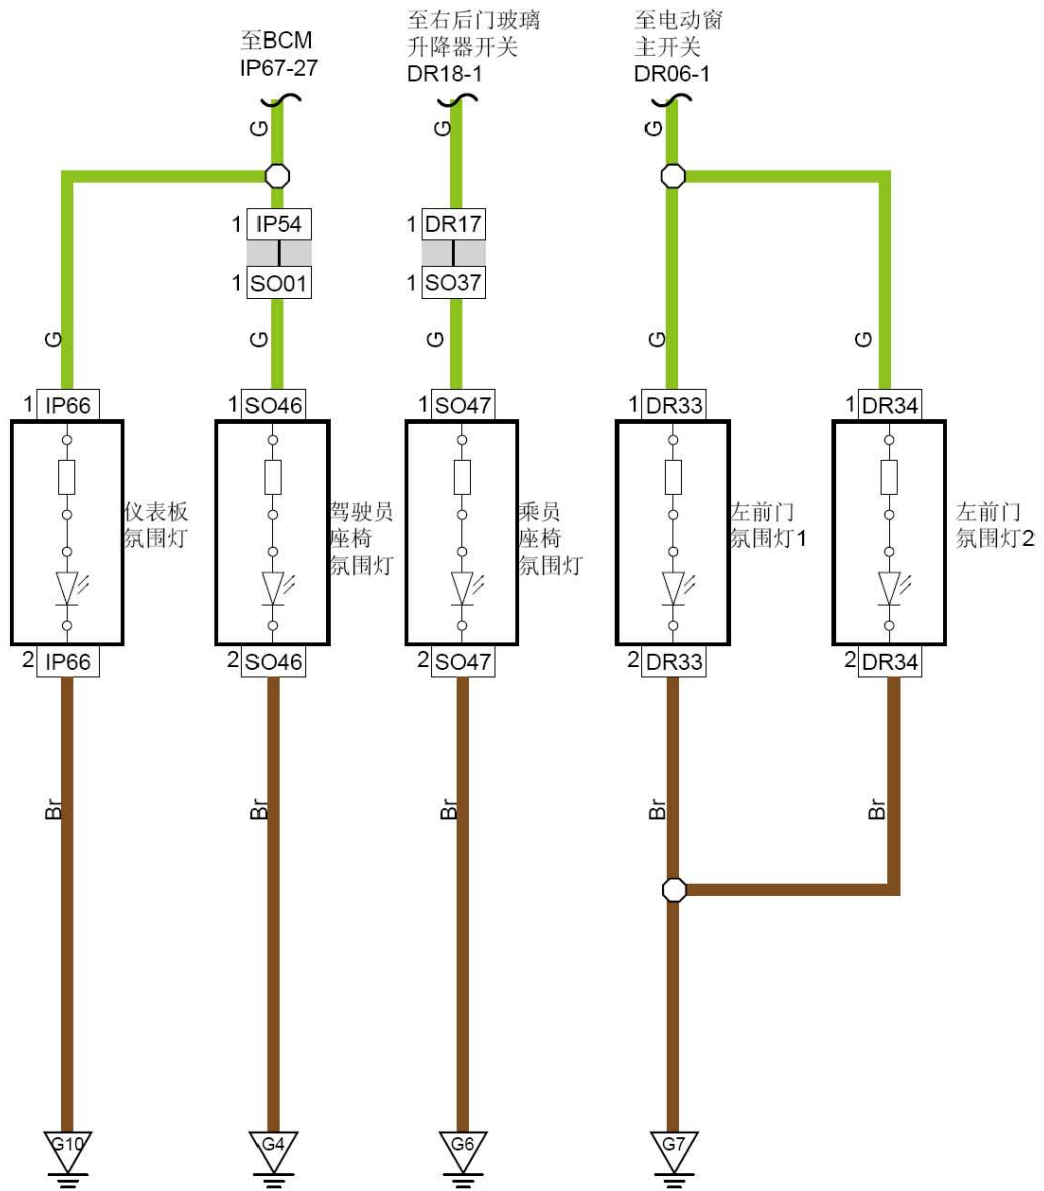 至BCM
IP67-27
至右后门玻璃
升降器开关
DR18-1
至电动窗
主开关
DR06-1
G
G
G
1 IP54
1 DR17
1 SO01
1 SO37
G
G
G
G
G
1 IP66
1 SO46
1 SO47
1 DR33
1 DR34
仪表板
氛围灯
驾驶员
座椅
氛围灯
乘员
座椅
氛围灯
左前门
氛围灯1
左前门
氛围灯2
2 IP66
2 SO46
2 SO47
2 DR33
2 DR34
Br
Br
Br
Br
Br
G10
G4
G6
G7